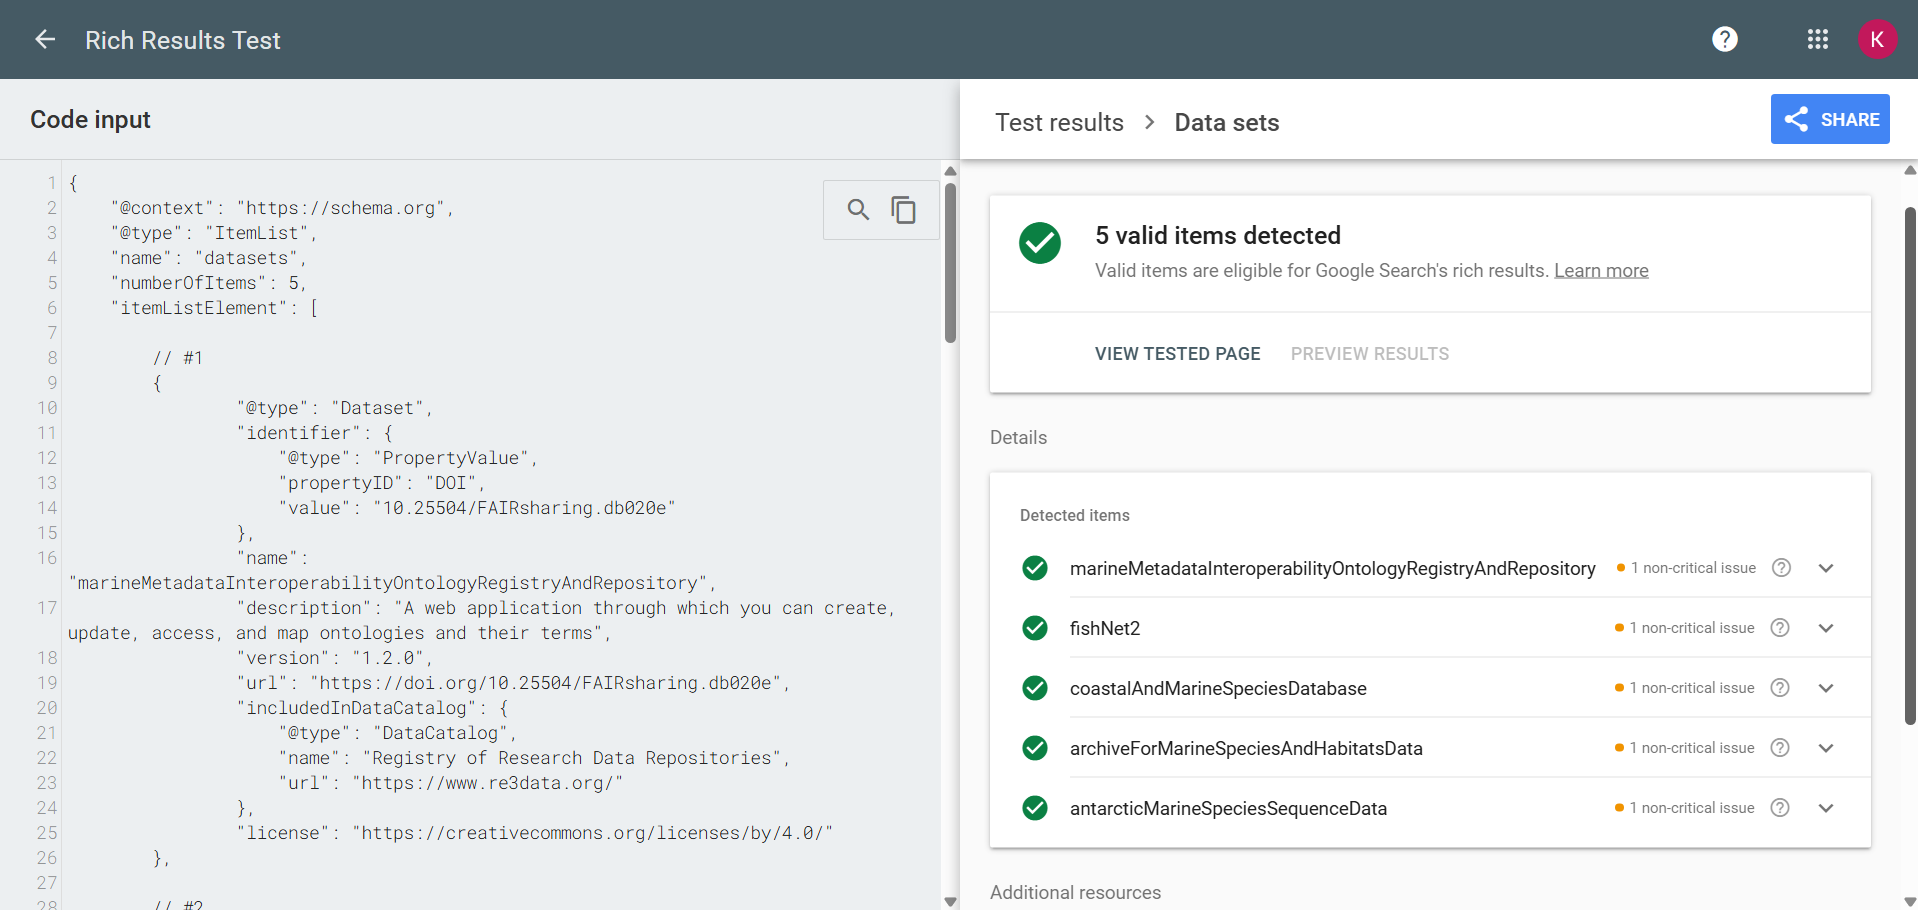 Rich Results Test
?
K
Code input
Test results > Data sets
SHARE
1 {
2 "@context": "https://schema.org",
3 "@type": "ItemList",
4 "name": "datasets",
5 "numberOfItems": 5,
6 "itemListElement": [
7
8 // #1
9 {
10 "@type": "Dataset",
11 "identifier": {
12 "@type": "PropertyValue",
13 "propertyID": "DOI",
14 "value": "10.25504/FAIRsharing.db020e"
15 },
16 "name":
"marineMetadataInteroperabilityOntologyRegistryAndRepository",
17 "description": "A web application through which you can create,
update, access, and map ontologies and their terms",
18 "version": "1.2.0",
19 "url": "https://doi.org/10.25504/FAIRsharing.db020e",
20 "includedInDataCatalog": {
21 "@type": "DataCatalog",
22 "name": "Registry of Research Data Repositories",
23 "url": "https://www.re3data.org/"
24 },
25 "license": "https://creativecommons.org/licenses/by/4.0/"
26 },
27
28 // #2
5 valid items detected
Valid items are eligible for Google Search's rich results. Learn more
VIEW TESTED PAGE PREVIEW RESULTS
Details
Detected items
marineMetadataInteroperabilityOntologyRegistryAndRepository 1 non-critical issue ?
fishNet2 1 non-critical issue ?
coastalAndMarineSpeciesDatabase 1 non-critical issue ?
archiveForMarineSpeciesAndHabitatsData 1 non-critical issue ?
antarcticMarineSpeciesSequenceData 1 non-critical issue ?
Additional resources